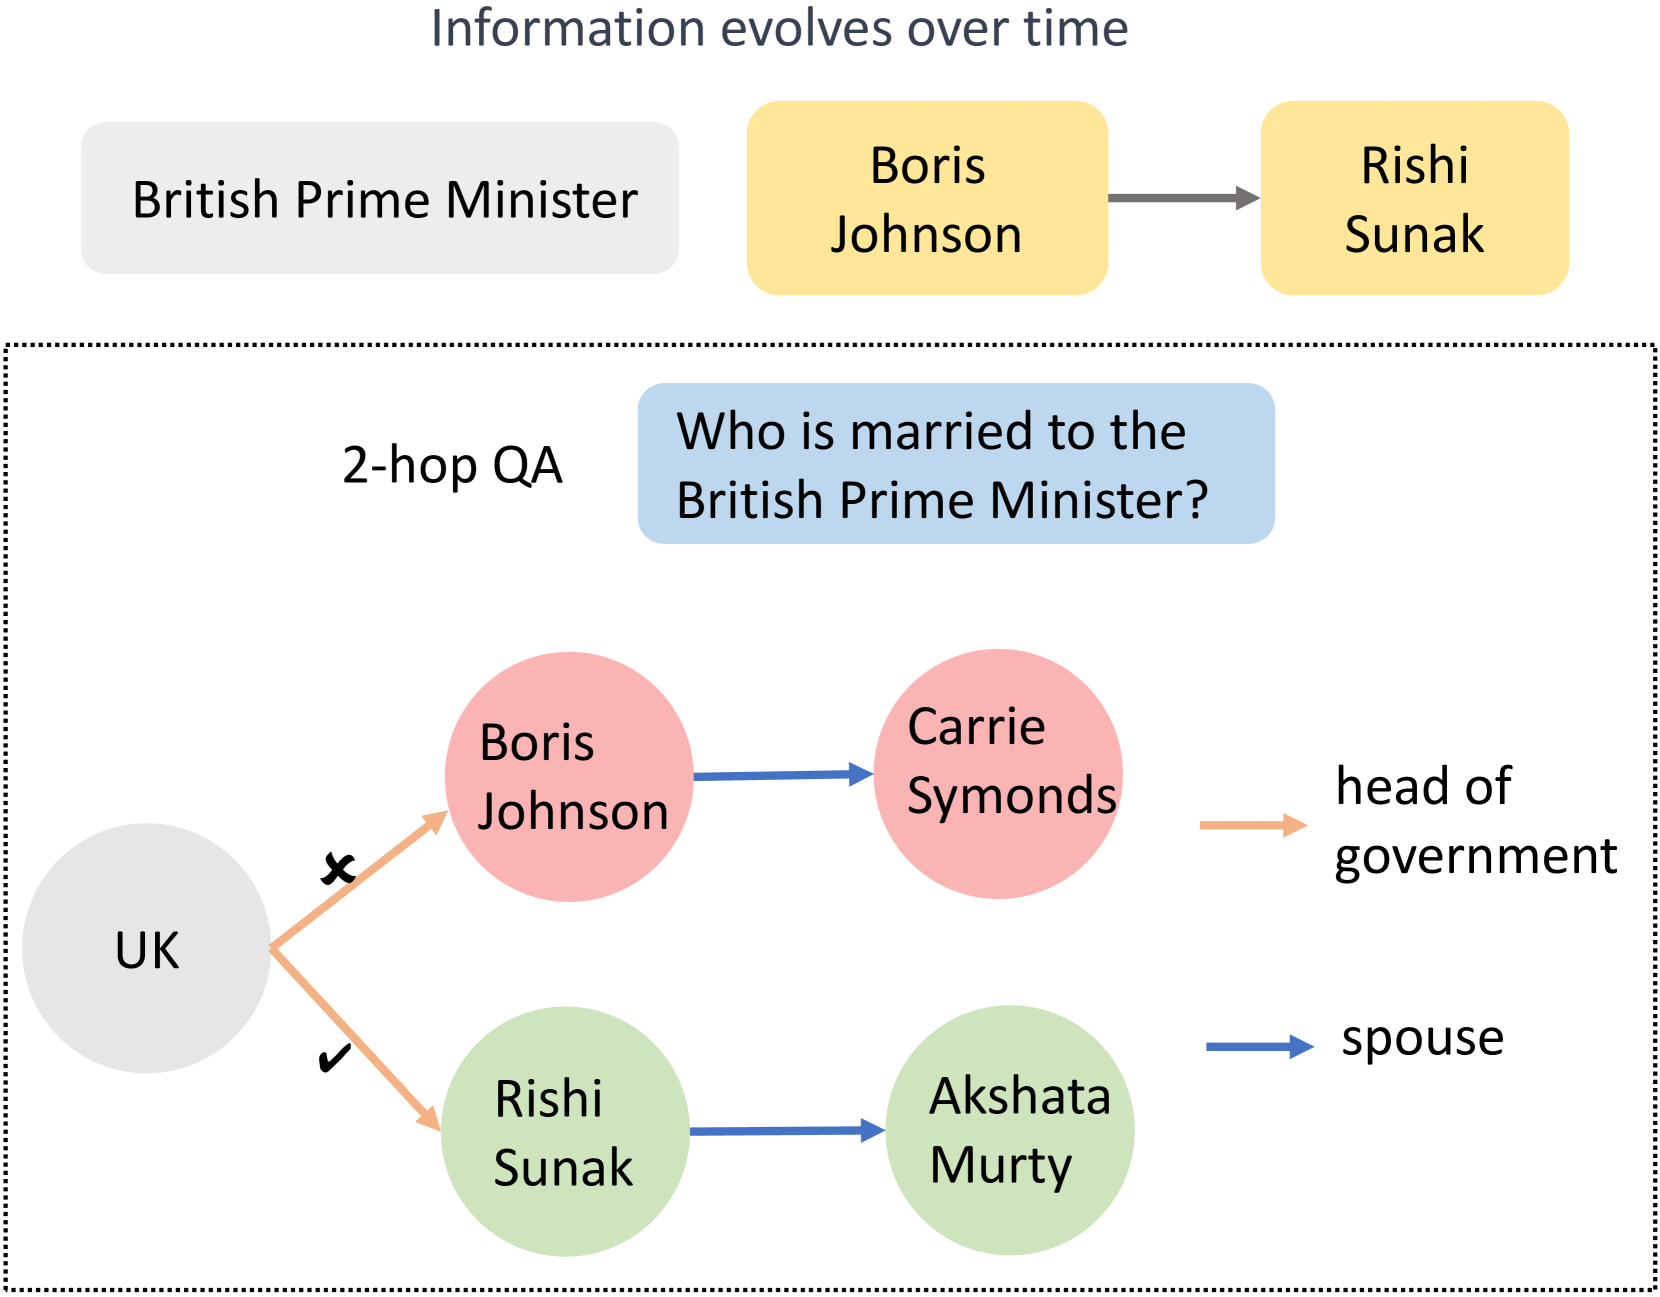 Information evolves over time
British Prime Minister
Boris
Johnson
Rishi
Sunak
2-hop QA
Who is married to the
British Prime Minister?
Boris
Johnson
Carrie
Symonds
head of
government
UK
Rishi
Sunak
Akshata
Murty
spouse